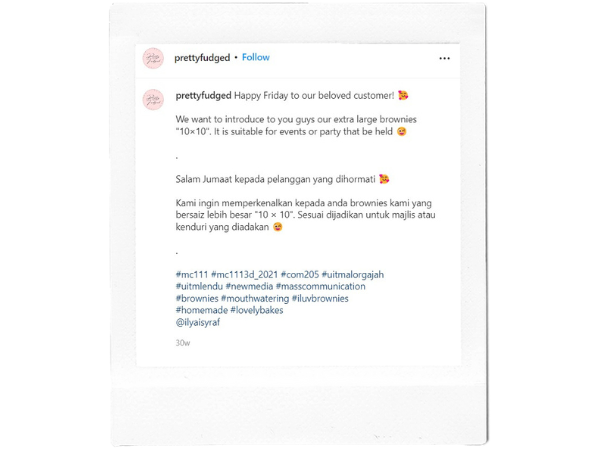 prettyfudged • Follow
prettyfudged Happy Friday to our beloved customer! 🥰
We want to introduce to you guys our extra large brownies
"10×10". It is suitable for events or party that be held 🥳
.
Salam Jumaat kepada pelanggan yang dihormati 🥰
Kami ingin memperkenalkan kepada anda brownies kami yang
bersaiz lebih besar "10 × 10". Sesuai dijadikan untuk majlis atau
kenduri yang diadakan 🥳
.
#mc111 #mc1113d_2021 #com205 #uitmalorgajah
#uitmlendu #newmedia #masscommunication
#brownies #mouthwatering #iluvbrownies
#homemade #lovelybakes
@ilyaisyraf
30w